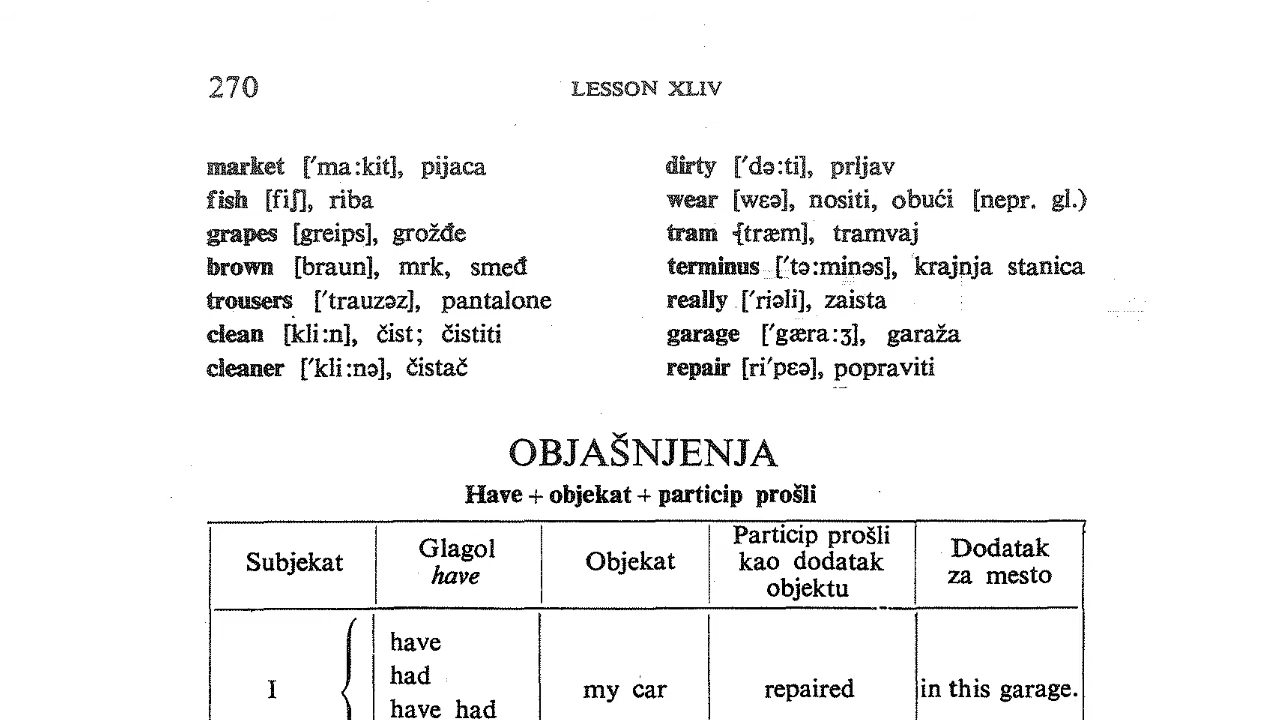 270
LESSON XLIV
market ['ma:kit], pijaca
fish [fiʃ], riba
grapes [greips], grožđe
brown [braun], mrk, smeđ
trousers ['trauzəz], pantalone
clean [kli:n], čist; čistiti
cleaner ['kli:nə], čistač
dirty ['də:ti], prljav
wear [wɛə], nositi, obući [nepr. gl.)
tram [træm], tramvaj
terminus ['tə:minəs], krajnja stanica
really ['riəli], zaista
garage ['gæra:ʒ], garaža
repair [ri'pɛə], popraviti
OBJAŠNJENJA
Have + objekat + particip prošli
Subjekat
Glagol
have
Objekat
Particip prošli
kao dodatak
objektu
Dodatak
za mesto
I
have
had
have had
my car
repaired
in this garage.